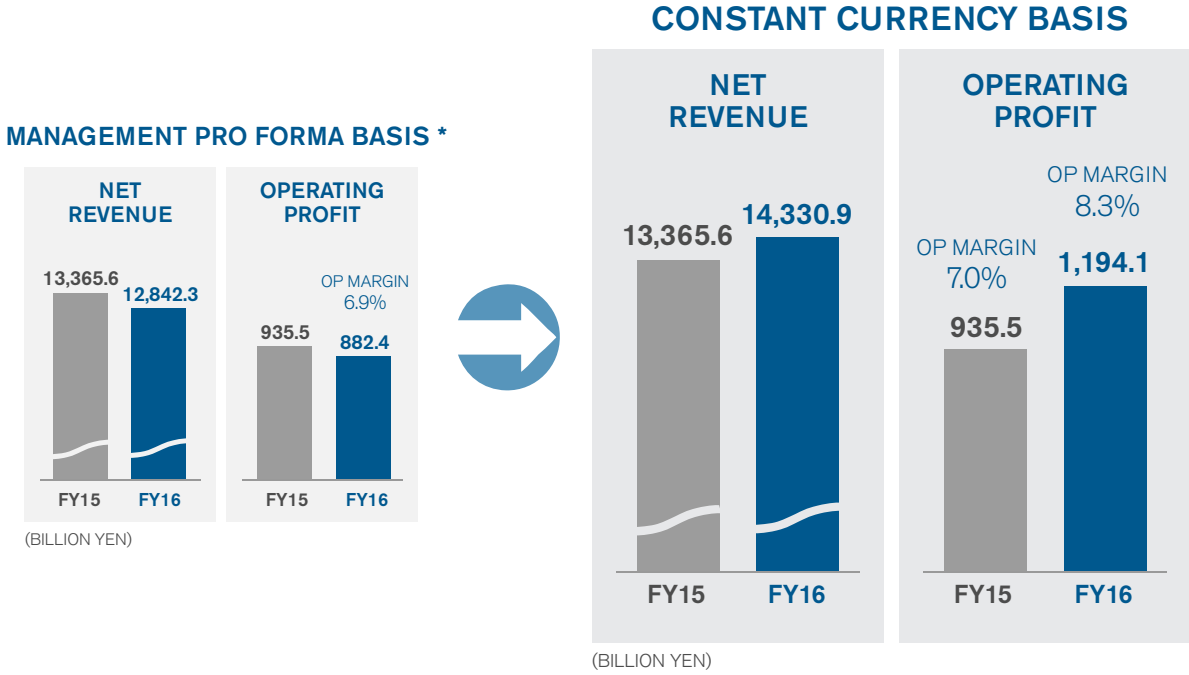 MANAGEMENT PRO FORMA BASIS *
NET
REVENUE
13,365.6
12,842.3
FY15
FY16
OPERATING
PROFIT
OP MARGIN
6.9%
935.5
882.4
FY15
FY16
(BILLION YEN)
CONSTANT CURRENCY BASIS
NET
REVENUE
13,365.6
14,330.9
FY15
FY16
OPERATING
PROFIT
OP MARGIN
8.3%
OP MARGIN
7.0%
1,194.1
935.5
FY15
FY16
(BILLION YEN)